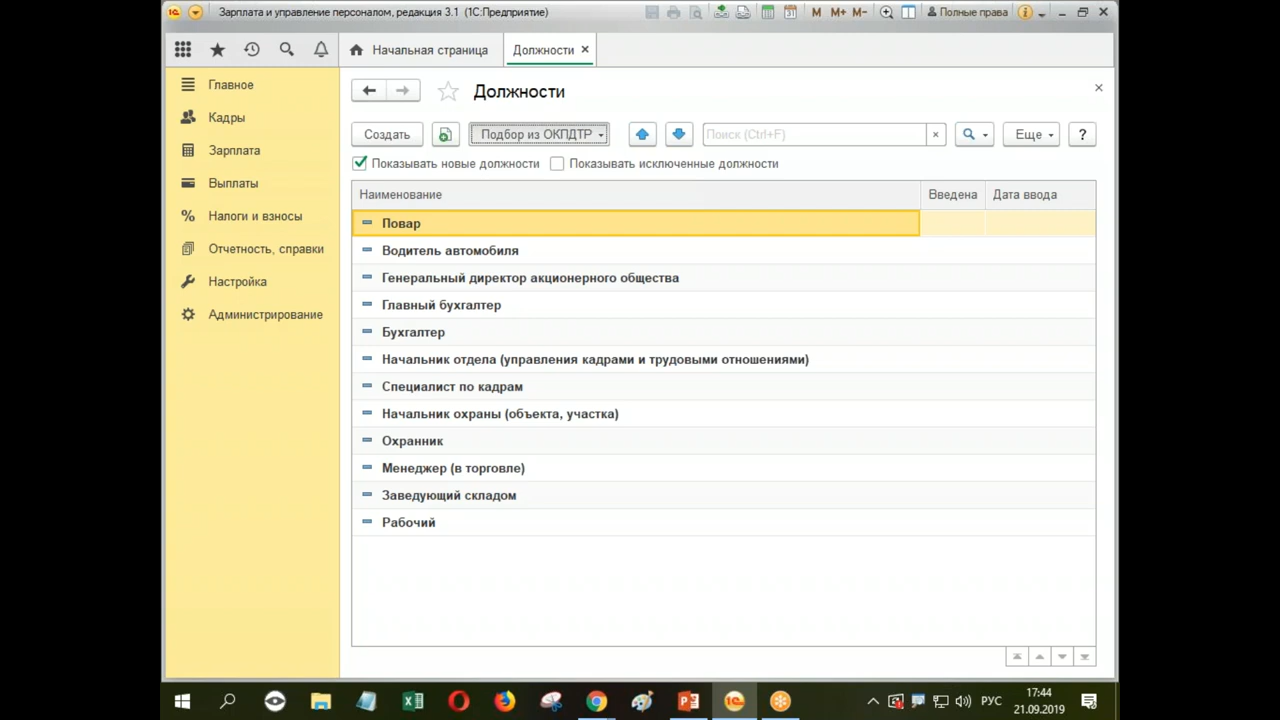 Зарплата и управление персоналом, редакция 3.1 (1С:Предприятие)
M M+ M- Полные права
Начальная страница
Должности
Главное
Кадры
Зарплата
Выплаты
Налоги и взносы
Отчетность, справки
Настройка
Администрирование
Должности
Создать
Подбор из ОКПДТР
Поиск (Ctrl+F)
Еще
?
Показывать новые должности
Показывать исключенные должности
Наименование Введена Дата ввода
Повар
Водитель автомобиля
Генеральный директор акционерного общества
Главный бухгалтер
Бухгалтер
Начальник отдела (управления кадрами и трудовыми отношениями)
Специалист по кадрам
Начальник охраны (объекта, участка)
Охранник
Менеджер (в торговле)
Заведующий складом
Рабочий
РУС
17:44
21.09.2019